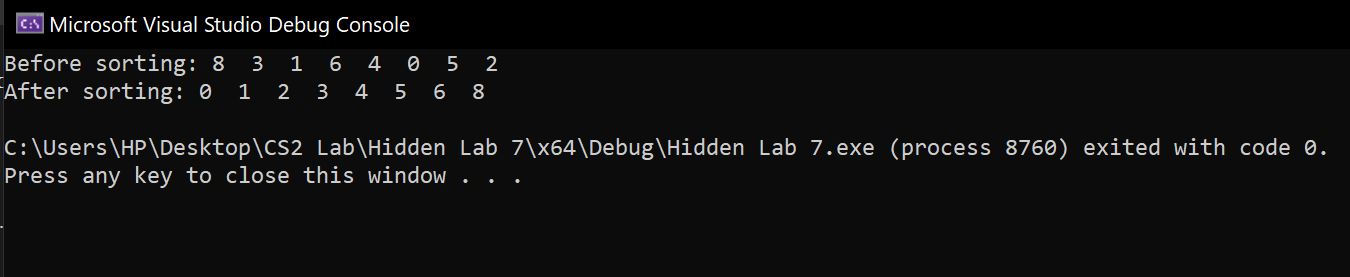 Microsoft Visual Studio Debug Console
Before sorting: 8  3  1  6  4  0  5  2
After sorting: 0  1  2  3  4  5  6  8
C:\Users\HP\Desktop\CS2 Lab\Hidden Lab 7\x64\Debug\Hidden Lab 7.exe (process 8760) exited with code 0.
Press any key to close this window . . .